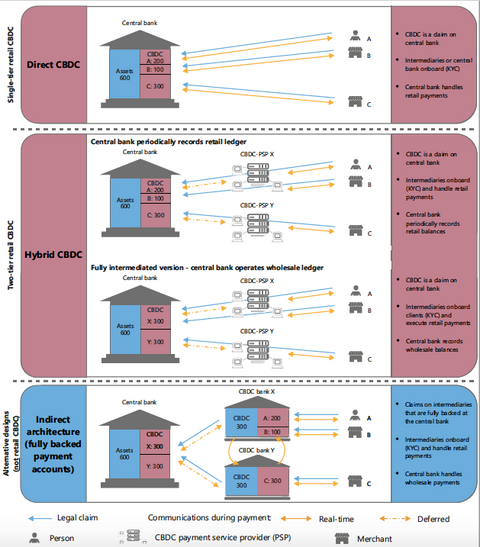 Single-tier retail CBDC
Direct CBDC
Central bank
Assets
600
CBDC
A: 200
B: 100
C: 300
A
B
C
• CBDC is a claim on
central bank
• Intermediaries or central
bank onboard (KYC)
• Central bank handles
retail payments
Two-tier retail CBDC
Hybrid CBDC
Central bank periodically records retail ledger
Central bank
Assets
600
CBDC
A: 200
B: 100
C: 300
CBDC-PSP X
CBDC-PSP Y
A
B
C
• CBDC is a claim on
central bank
• Intermediaries onboard
(KYC) and handle retail
payments
• Central bank
periodically records
retail balances
Fully intermediated version - central bank operates wholesale ledger
Central bank
Assets
600
CBDC
X: 300
Y: 300
CBDC-PSP X
CBDC-PSP Y
A
B
C
• CBDC is a claim on
central bank
• Intermediaries onboard
clients (KYC) and
execute retail payments
• Central bank records
wholesale balances
Alternative designs
(not retail CBDC)
Indirect
architecture
(fully backed
payment
accounts)
Central bank
Assets
600
CBDC
X: 300
Y: 300
CBDC bank X
CBDC
300
A: 200
B: 100
CBDC bank Y
CBDC
300
C: 300
A
B
C
• Claims on intermediaries
that are fully backed at
the central bank
• Intermediaries onboard
(KYC) and handle retail
payments
• Central bank handles
wholesale payments
Legal claim
Communications during payment:
Real-time
Deferred
Person
CBDC payment service provider (PSP)
Merchant